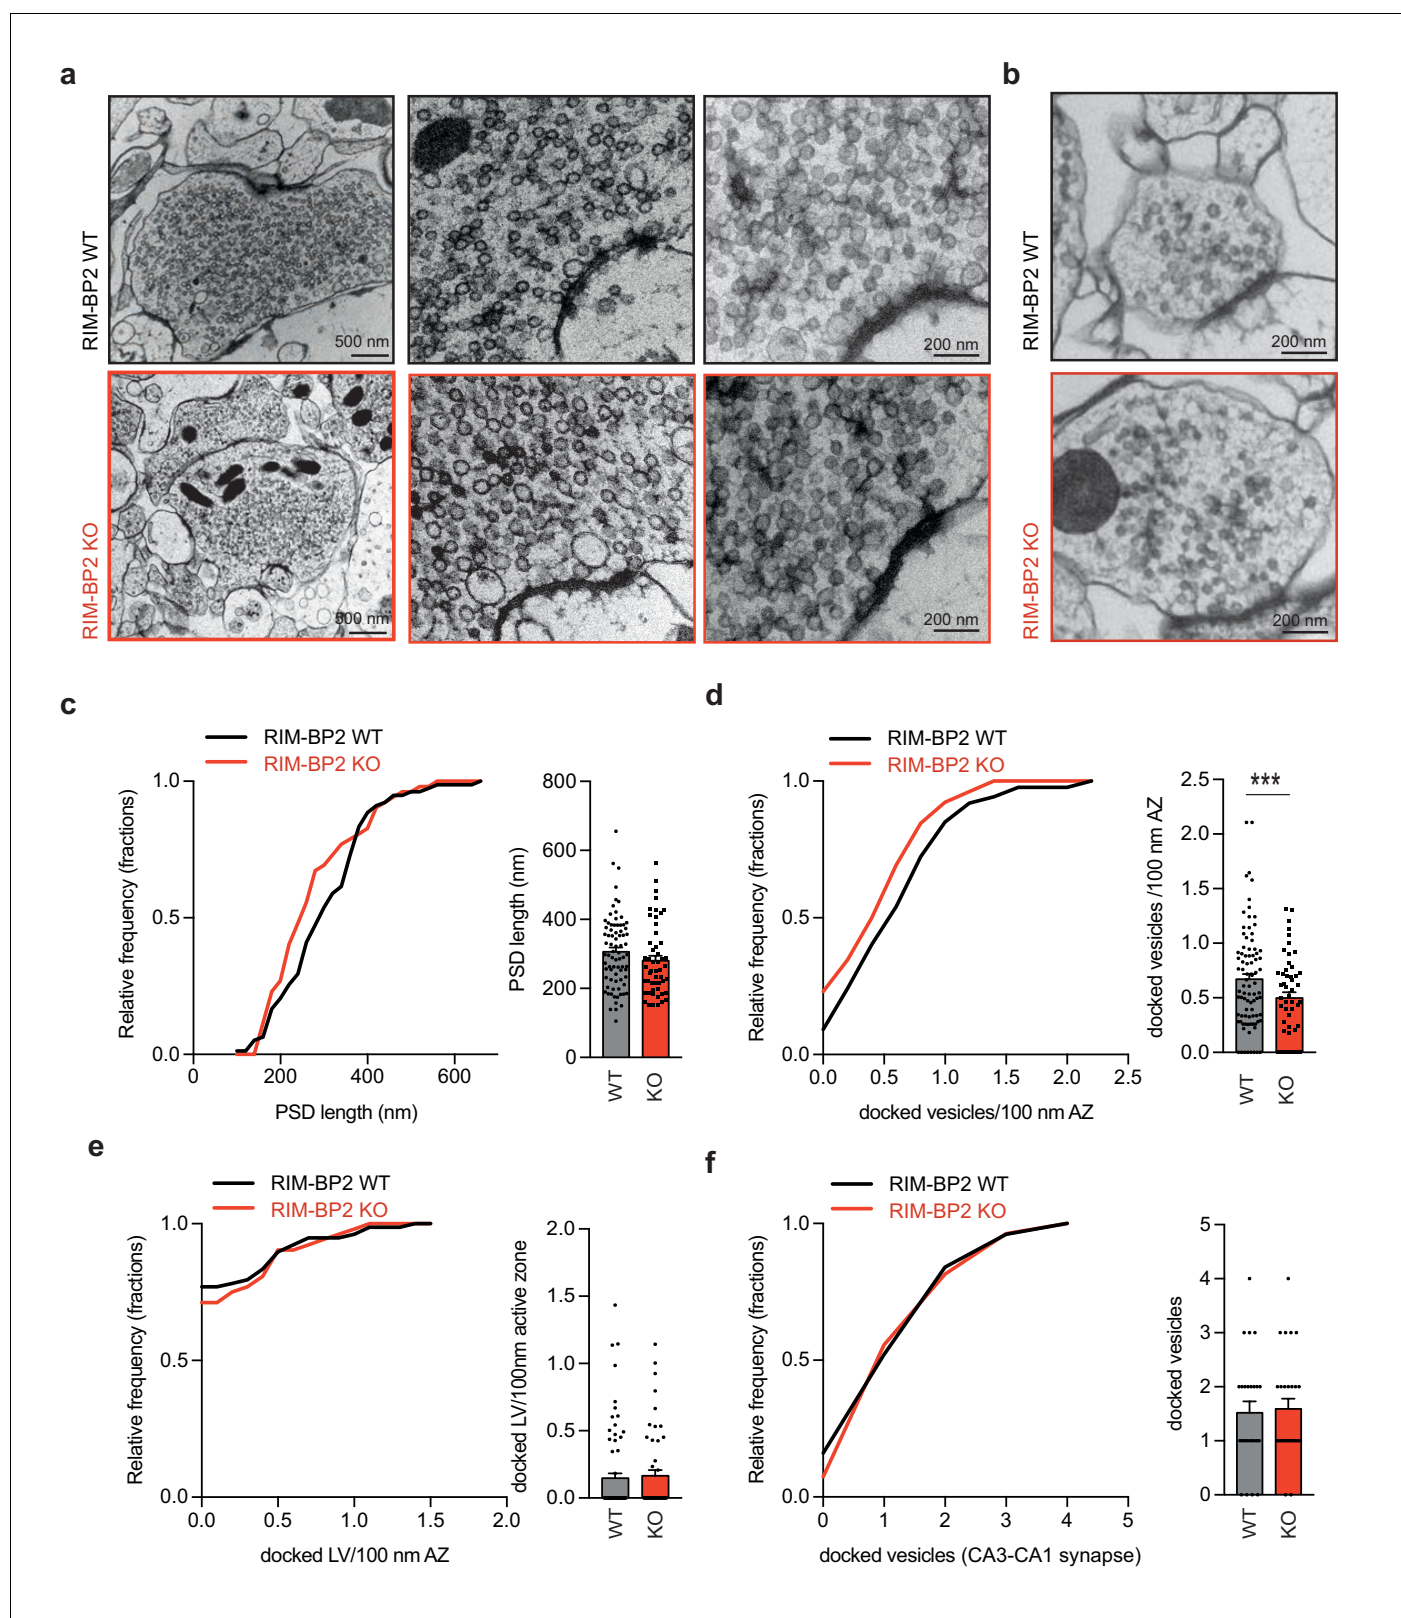 a
b
RIM-BP2 WT
500 nm
200 nm
RIM-BP2 WT
200 nm
RIM-BP2 KO
500 nm
200 nm
RIM-BP2 KO
200 nm
c
RIM-BP2 WT
RIM-BP2 KO
Relative frequency (fractions)
1.0
0.5
0.0
0
200
400
600
PSD length (nm)
PSD length (nm)
800
600
400
200
0
WT
KO
d
RIM-BP2 WT
RIM-BP2 KO
Relative frequency (fractions)
1.0
0.5
0.0
0.0
0.5
1.0
1.5
2.0
2.5
docked vesicles/100 nm AZ
docked vesicles /100 nm AZ
2.5
2.0
1.5
1.0
0.5
0.0
***
WT
KO
e
RIM-BP2 WT
RIM-BP2 KO
Relative frequency (fractions)
1.0
0.5
0.0
0.0
0.5
1.0
1.5
2.0
docked LV/100 nm AZ
docked LV/100nm active zone
2.0
1.5
1.0
0.5
0.0
WT
KO
f
RIM-BP2 WT
RIM-BP2 KO
Relative frequency (fractions)
1.0
0.5
0.0
0
1
2
3
4
5
docked vesicles (CA3-CA1 synapse)
docked vesicles
5
4
3
2
1
0
WT
KO